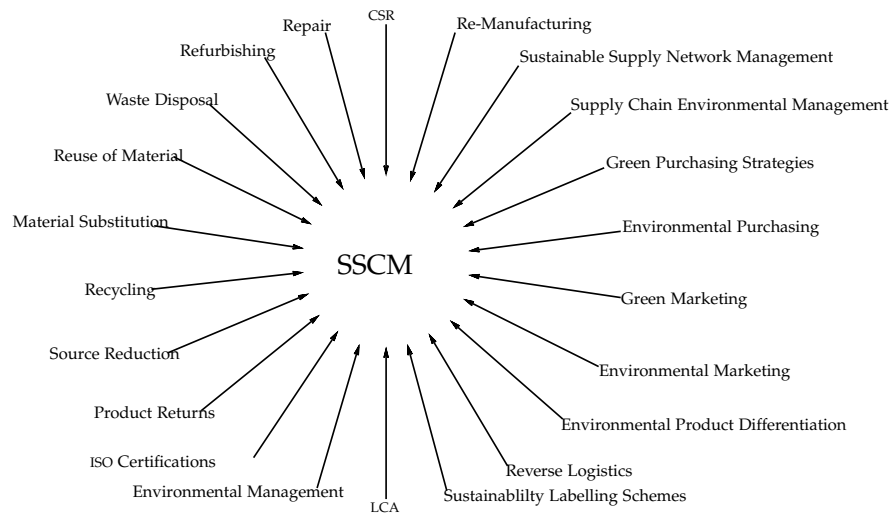 CSR
Repair
Re-Manufacturing
Refurbishing
Sustainable Supply Network Management
Waste Disposal
Supply Chain Environmental Management
Reuse of Material
Green Purchasing Strategies
Material Substitution
Environmental Purchasing
SSCM
Recycling
Green Marketing
Source Reduction
Environmental Marketing
Product Returns
Environmental Product Differentiation
ISO Certifications
Reverse Logistics
Environmental Management
Sustainablilty Labelling Schemes
LCA